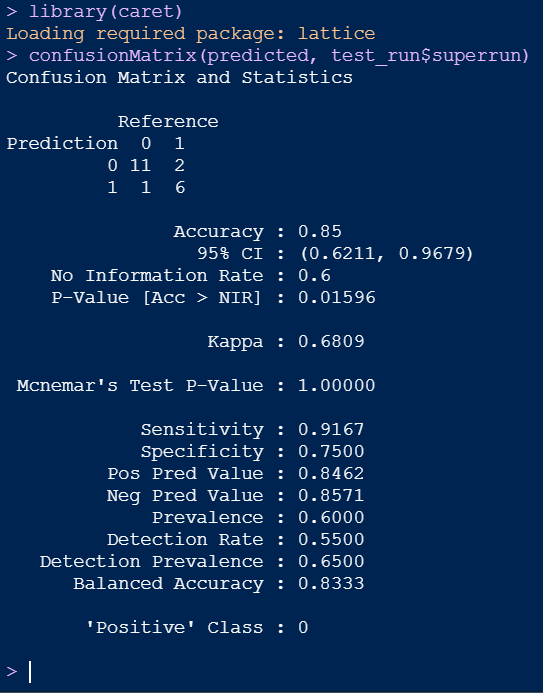 > library(caret)
Loading required package: lattice
> confusionMatrix(predicted, test_run$superrun)
Confusion Matrix and Statistics

          Reference
Prediction  0  1
         0 11  2
         1  1  6

               Accuracy : 0.85
                 95% CI : (0.6211, 0.9679)
    No Information Rate : 0.6
    P-Value [Acc > NIR] : 0.01596

                  Kappa : 0.6809

 Mcnemar's Test P-Value : 1.00000

            Sensitivity : 0.9167
            Specificity : 0.7500
         Pos Pred Value : 0.8462
         Neg Pred Value : 0.8571
             Prevalence : 0.6000
         Detection Rate : 0.5500
   Detection Prevalence : 0.6500
      Balanced Accuracy : 0.8333

       'Positive' Class : 0

>